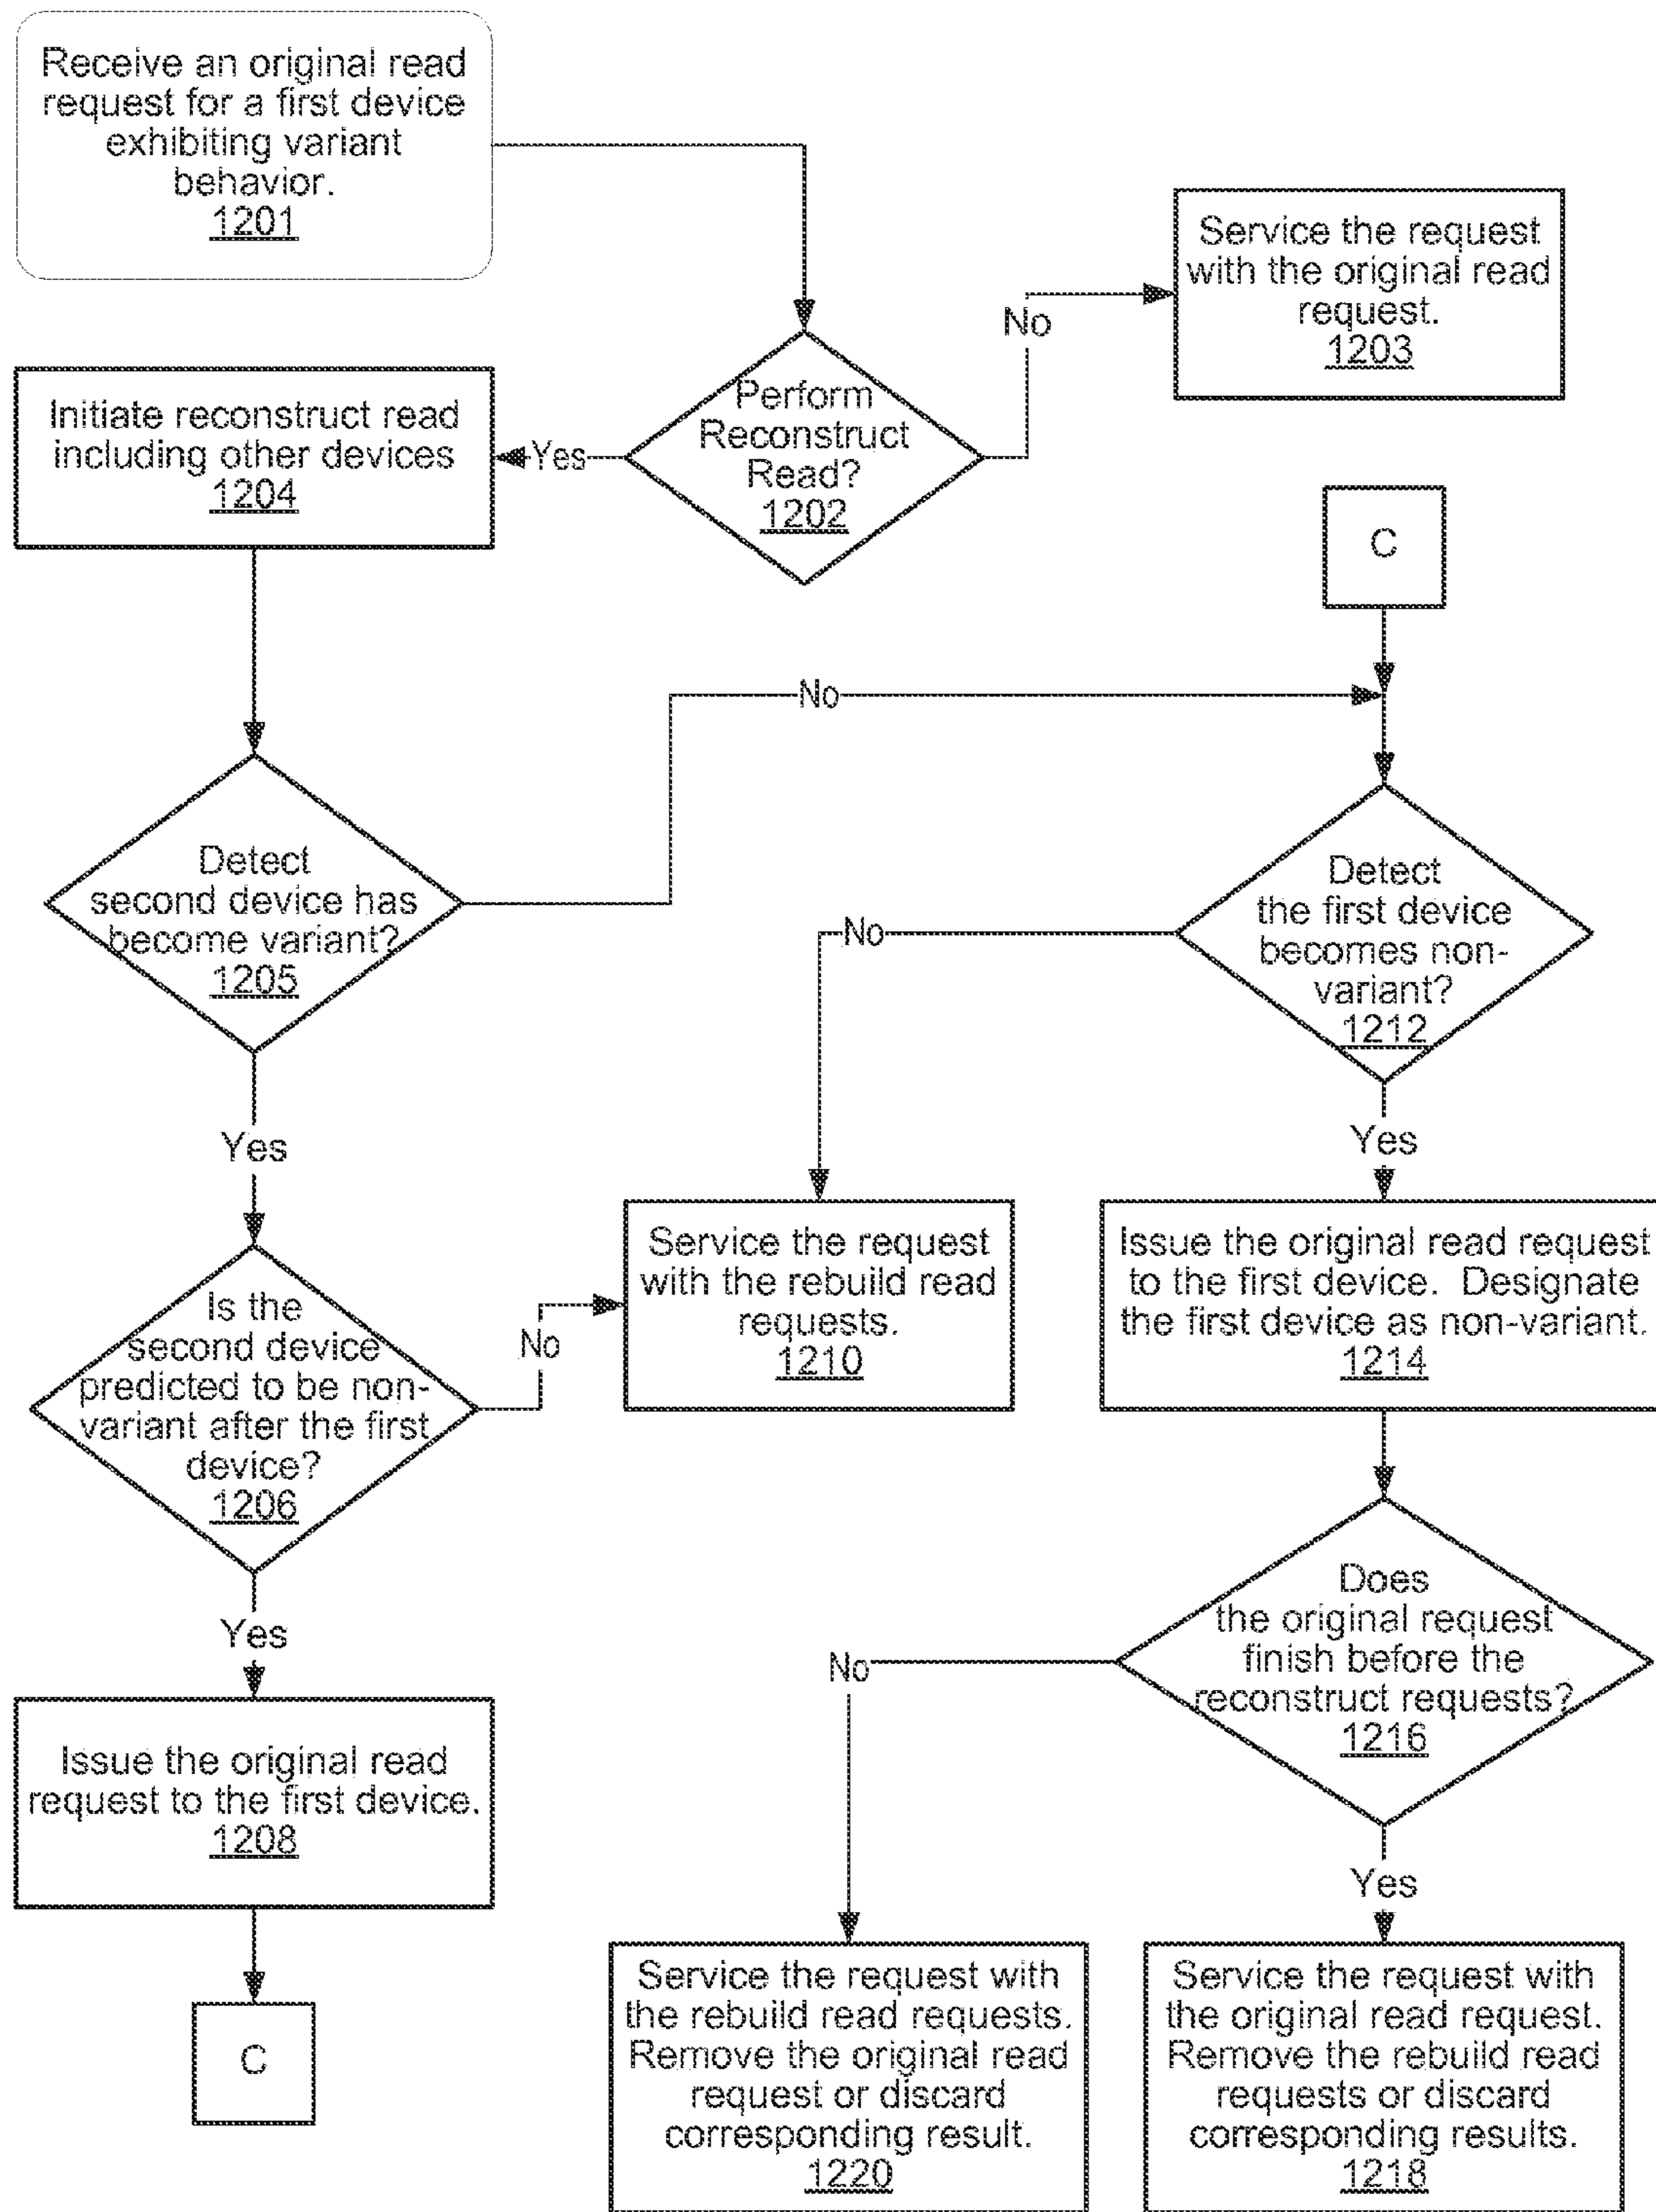 Receive an original read
request for a first device
exhibiting variant
behavior.
1201
Service the request
with the original read
request.
1203
No
Perform
Reconstruct
Read?
1202
Yes
Initiate reconstruct read
including other devices
1204
C
No
Detect
second device has
become variant?
1205
Detect
the first device
becomes non-
variant?
1212
No
Yes
Yes
Is the
second device
predicted to be non-
variant after the first
device?
1206
No
Service the request
with the rebuild read
requests.
1210
Issue the original read request
to the first device. Designate
the first device as non-variant.
1214
Yes
Does
the original request
finish before the
reconstruct requests?
1216
No
Yes
Issue the original read
request to the first device.
1208
C
Service the request with
the rebuild read requests.
Remove the original read
request or discard
corresponding result.
1220
Service the request with
the original read request.
Remove the rebuild read
requests or discard
corresponding results.
1218